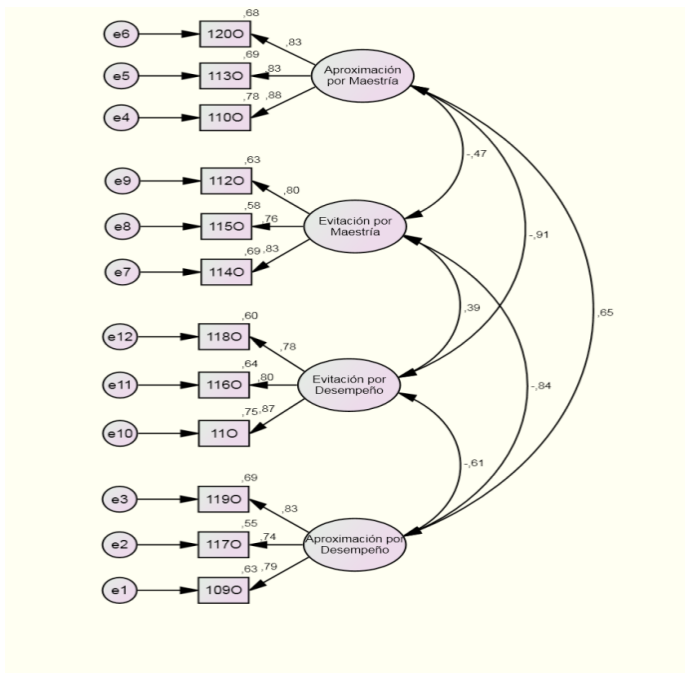 ,68
e6
120O
,83
Aproximación
por Maestría
,69
e5
113O
,83
,78
,88
e4
110O
-,47
,63
e9
112O
,80
Evitación por
Maestría
,58
e8
115O
,76
-,91
,69
,83
e7
114O
,39
,65
,60
e12
118O
,78
Evitación por
Desempeño
,64
e11
116O
,80
-,84
,75
,87
e10
11O
-,61
,69
e3
119O
,83
Aproximación por
Desempeño
,55
e2
117O
,74
,63
,79
e1
109O